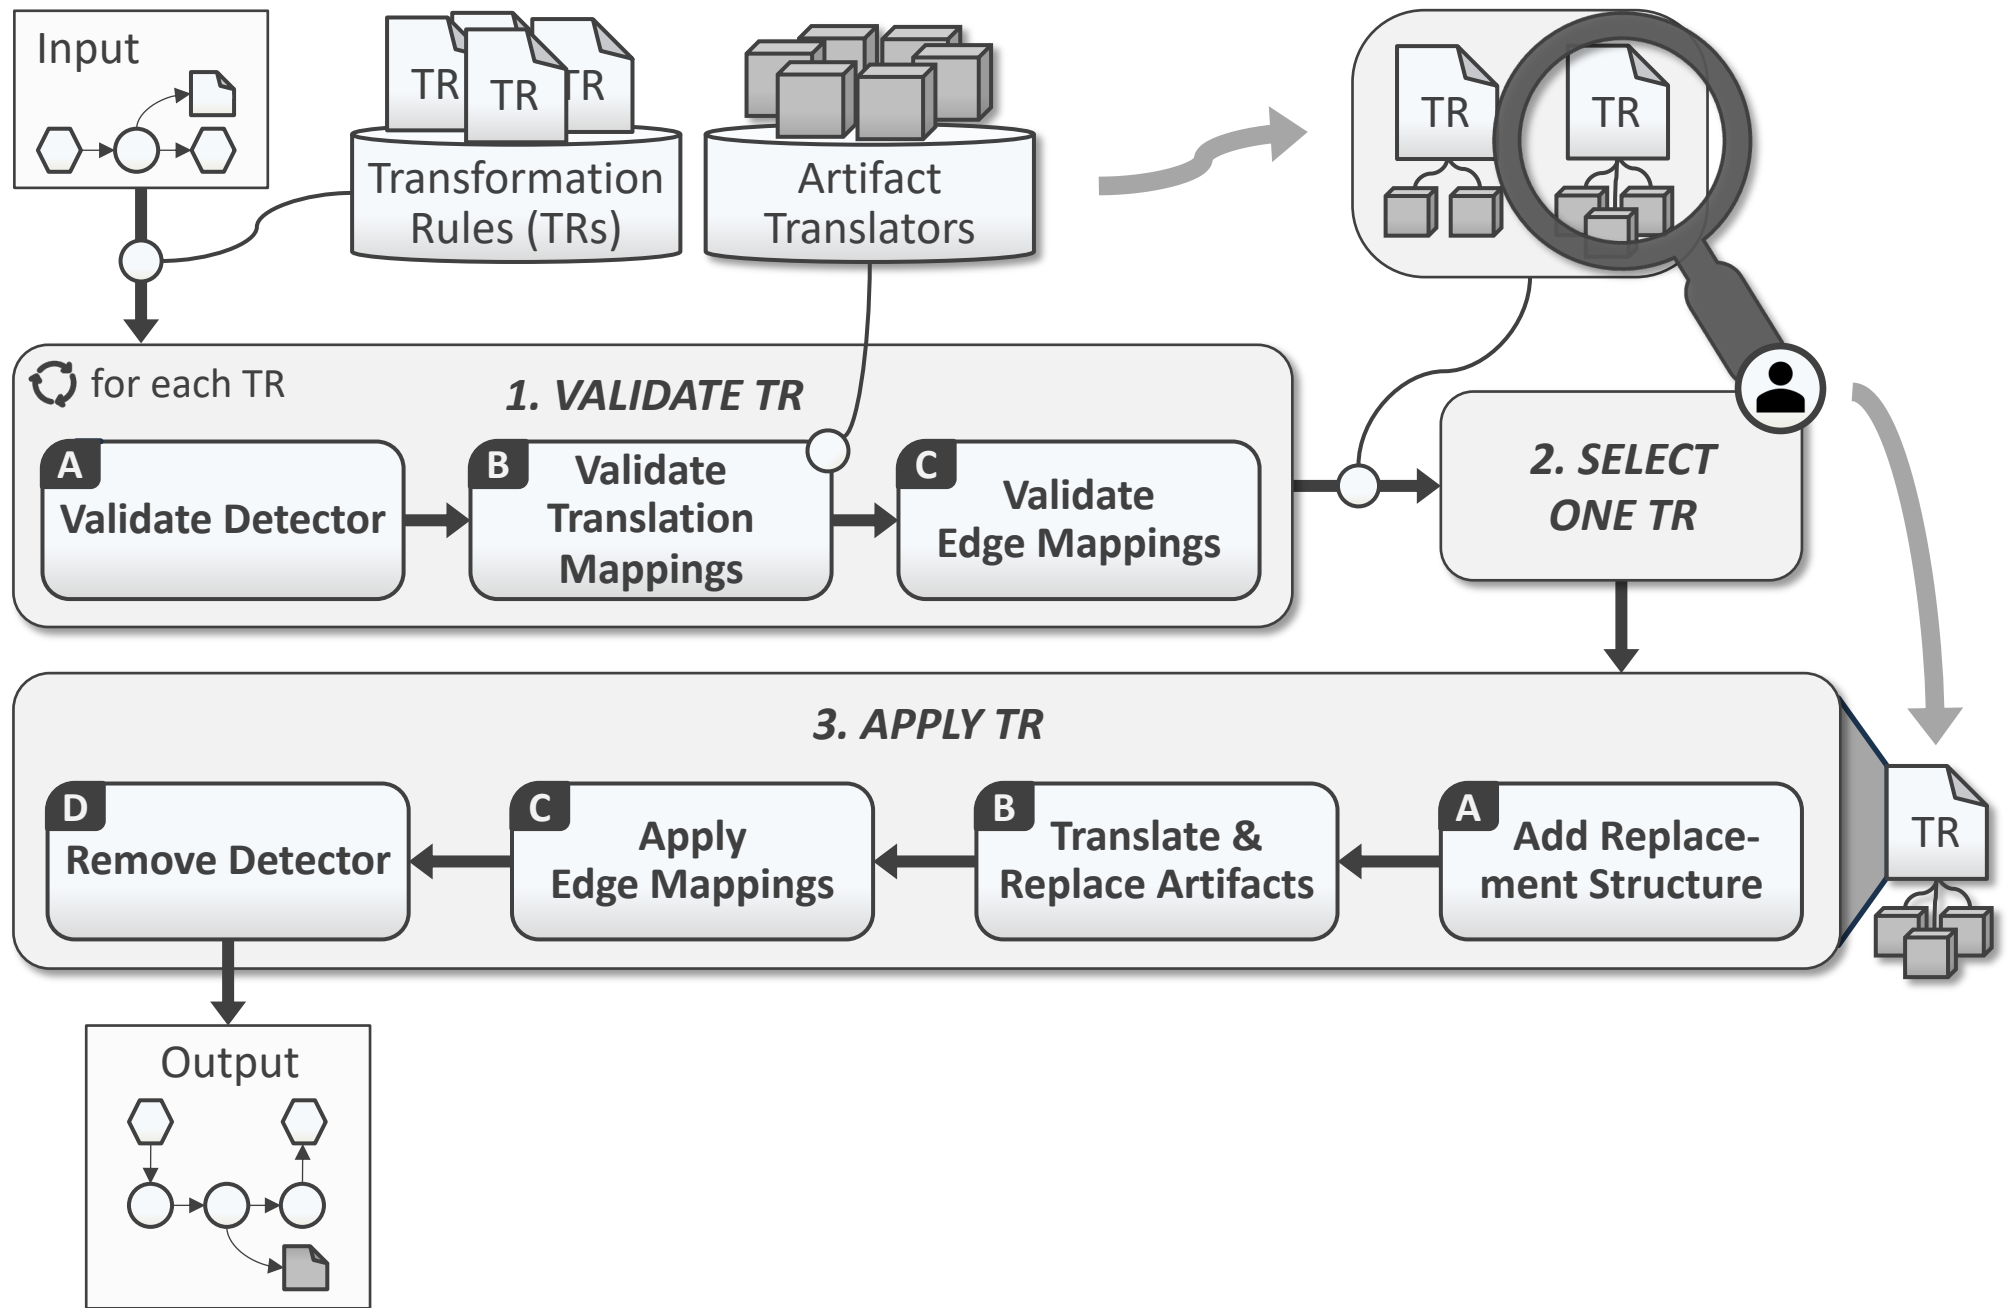 Input
TR
TR
TR
Transformation
Rules (TRs)
Artifact
Translators
TR
TR
for each TR
1. VALIDATE TR
A
Validate Detector
B
Validate
Translation
Mappings
C
Validate
Edge Mappings
2. SELECT
ONE TR
3. APPLY TR
D
Remove Detector
C
Apply
Edge Mappings
B
Translate &
Replace Artifacts
A
Add Replace-
ment Structure
TR
Output